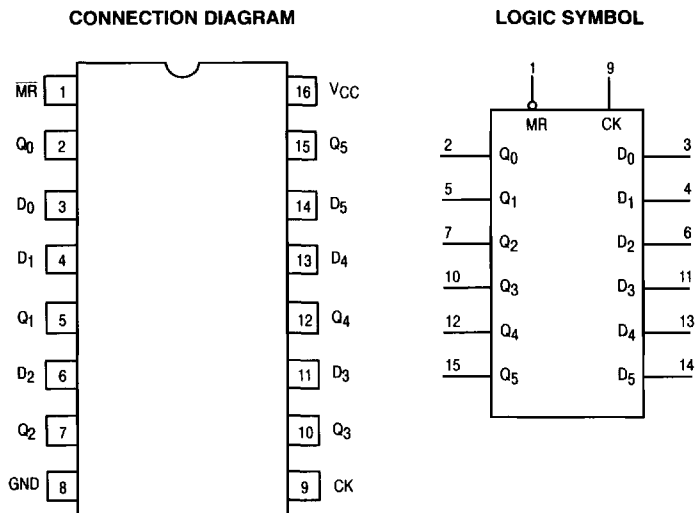 CONNECTION DIAGRAM
M̅R̅ 1
16 VCC
Q0 2
15 Q5
D0 3
14 D5
D1 4
13 D4
Q1 5
12 Q4
D2 6
11 D3
Q2 7
10 Q3
GND 8
9 CK
LOGIC SYMBOL
1 9
MR CK
2 Q0 D0 3
5 Q1 D1 4
7 Q2 D2 6
10 Q3 D3 11
12 Q4 D4 13
15 Q5 D5 14